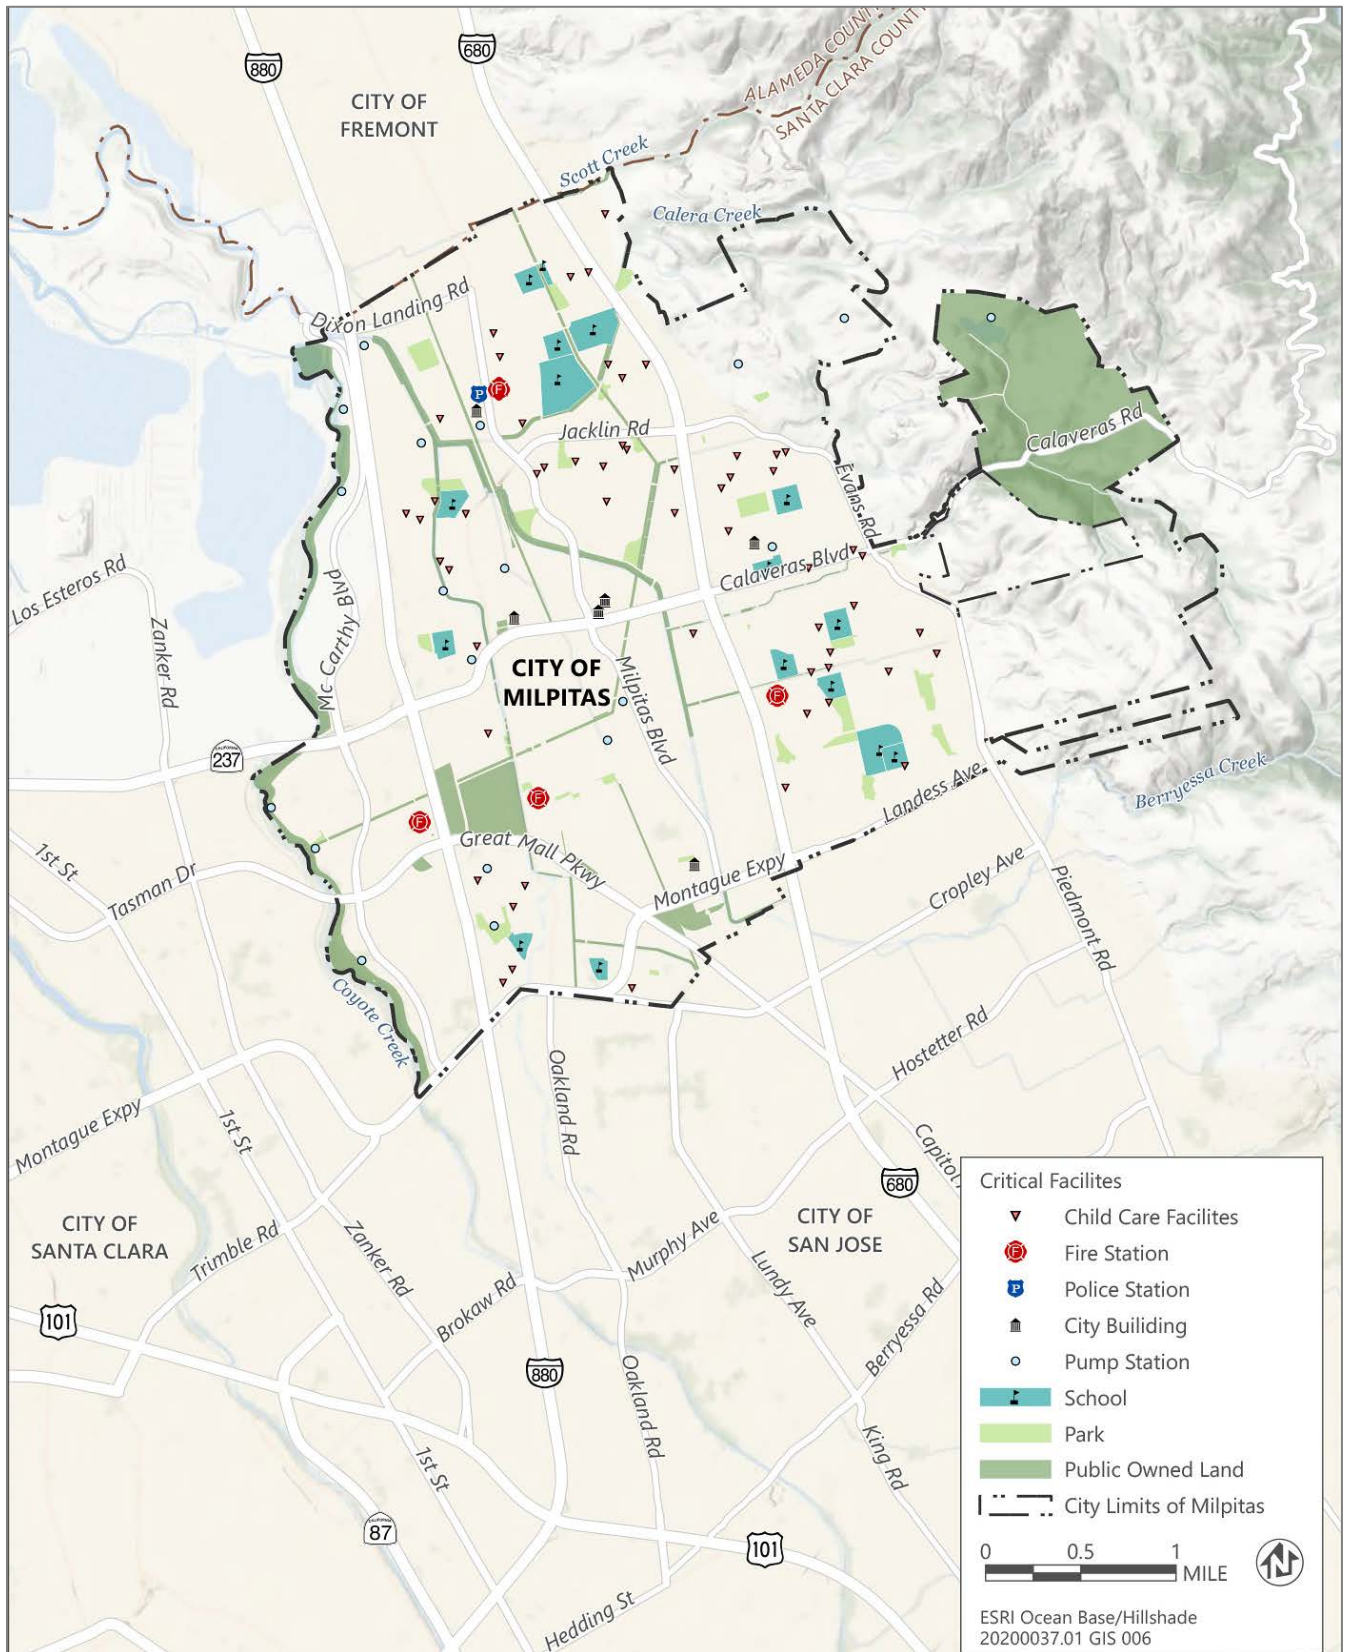 880
680
ALAMEDA COUNTY
SANTA CLARA COUNTY
CITY OF
FREMONT
Scott Creek
Calera Creek
Dixon Landing Rd
Jacklin Rd
Calaveras Rd
Evans Rd
Calaveras Blvd
Los Esteros Rd
Zanker Rd
Mc Carthy Blvd
P
F
CITY OF
MILPITAS
Milpitas Blvd
F
237
CALIFORNIA
Berryessa Creek
Landess Ave
F
F
Great Mall Pkwy
Montague Expy
1st St
Tasman Dr
Cropley Ave
Piedmont Rd
Coyote Creek
Hostetter Rd
Oakland Rd
Montague Expy
1st St
Capitol
680
CITY OF
SANTA CLARA
CITY OF
SAN JOSE
Trimble Rd
Zanker Rd
Murphy Ave
Lundy Ave
Brokaw Rd
Berryessa Rd
101
880
Oakland Rd
King Rd
1st St
CALIFORNIA
87
101
Hedding St
Critical Facilites
Child Care Facilites
F
Fire Station
P
Police Station
City Builiding
Pump Station
School
Park
Public Owned Land
City Limits of Milpitas
0 0.5 1
MILE
N
ESRI Ocean Base/Hillshade
20200037.01 GIS 006